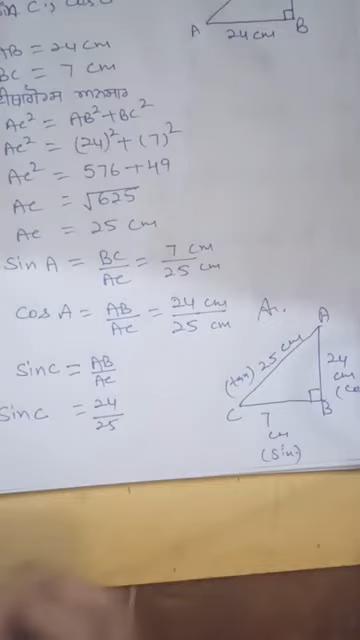 Sin C, Cos C
A 24 cm B
AB = 24 cm
BC = 7 cm
AC² = AB² + BC²
AC² = (24)² + (7)²
AC² = 576 + 49
AC = √625
AC = 25 cm
Sin A = BC/AC = 7 cm/25 cm
Cos A = AB/AC = 24 cm/25 cm A.
Sin C = AB/AC
Sin C = 24/25
A
25 cm
24 cm
C B
7 cm
(Sin)